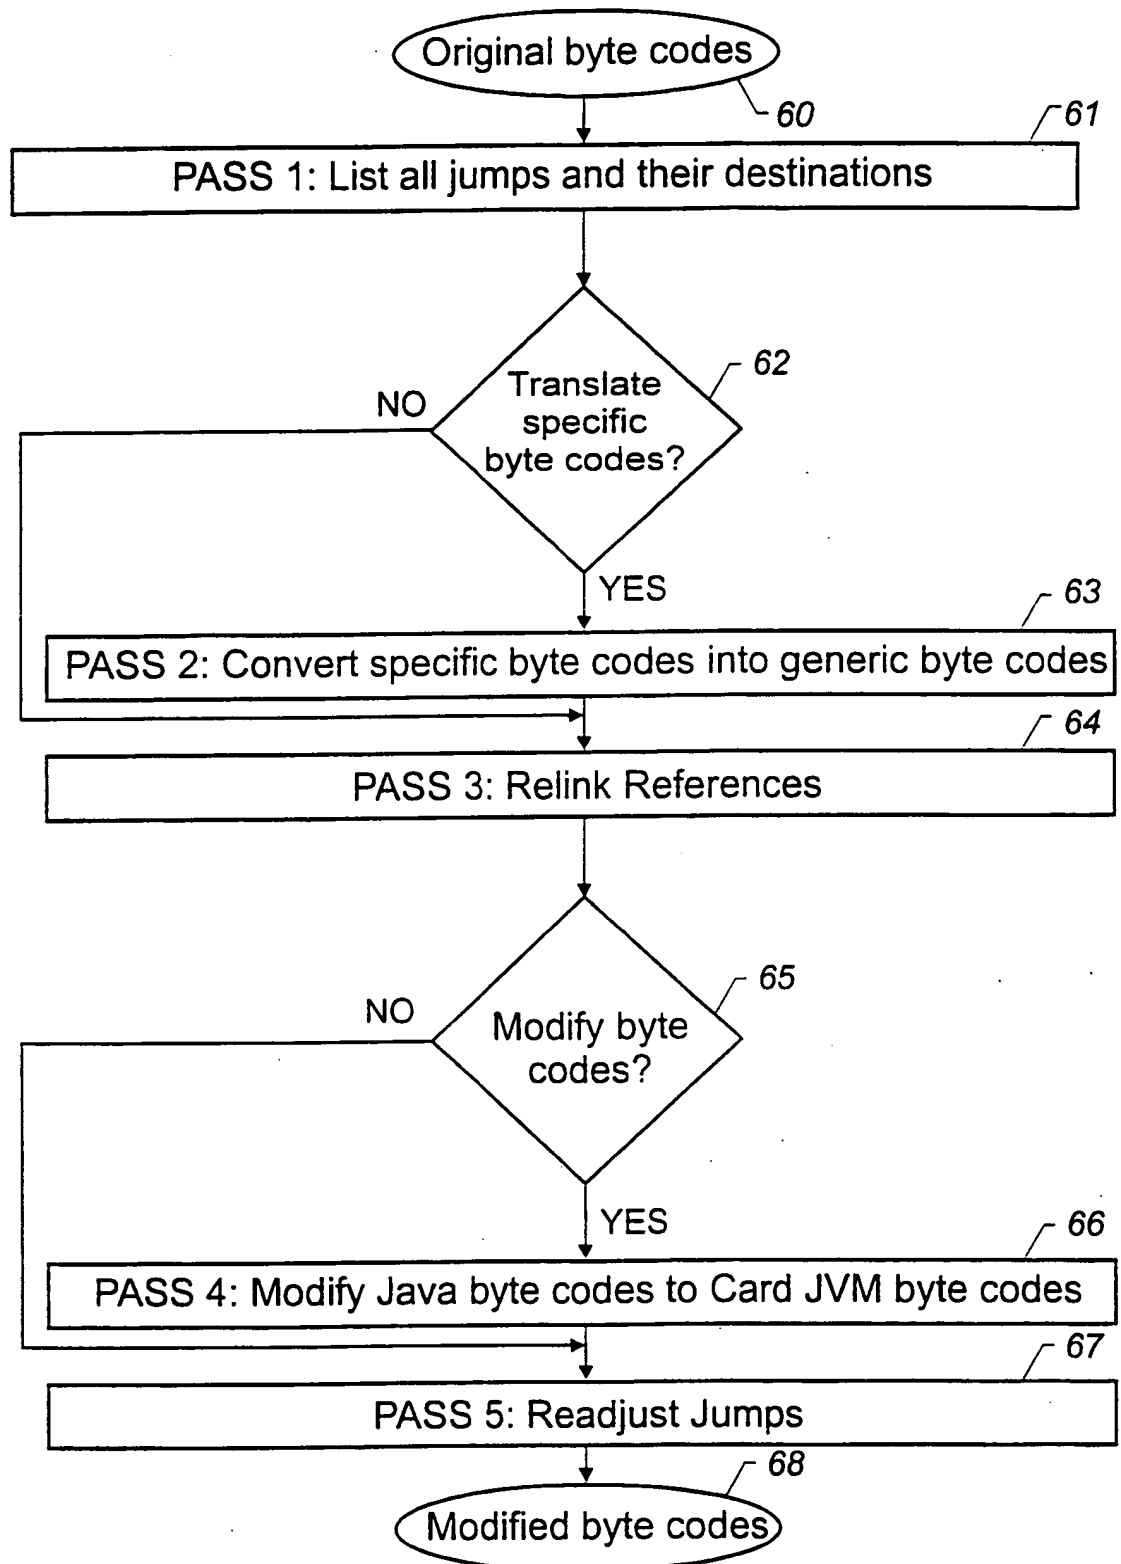 Original byte codes
60
61
PASS 1: List all jumps and their destinations
62
Translate
specific
byte codes?
NO
YES
63
PASS 2: Convert specific byte codes into generic byte codes
64
PASS 3: Relink References
65
NO
Modify byte
codes?
YES
66
PASS 4: Modify Java byte codes to Card JVM byte codes
67
PASS 5: Readjust Jumps
68
Modified byte codes